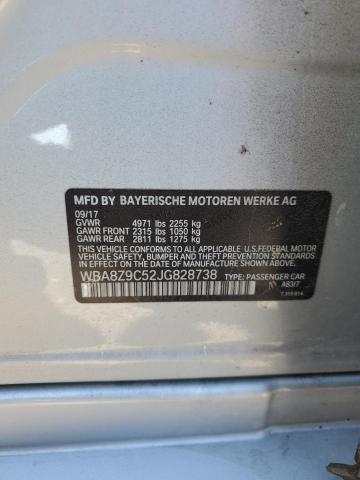 MFD BY BAYERISCHE MOTOREN WERKE AG
09/17
GVWR 4971 lbs 2255 kg
GAWR FRONT 2315 lbs 1050 kg
GAWR REAR 2811 lbs 1275 kg
THIS VEHICLE CONFORMS TO ALL APPLICABLE U.S. FEDERAL MOTOR
VEHICLE SAFETY, BUMPER, AND THEFT PREVENTION STANDARDS IN
EFFECT ON THE DATE OF MANUFACTURE SHOWN ABOVE.
WBA8Z9C52JG828738 TYPE: PASSENGER CAR
A83/7